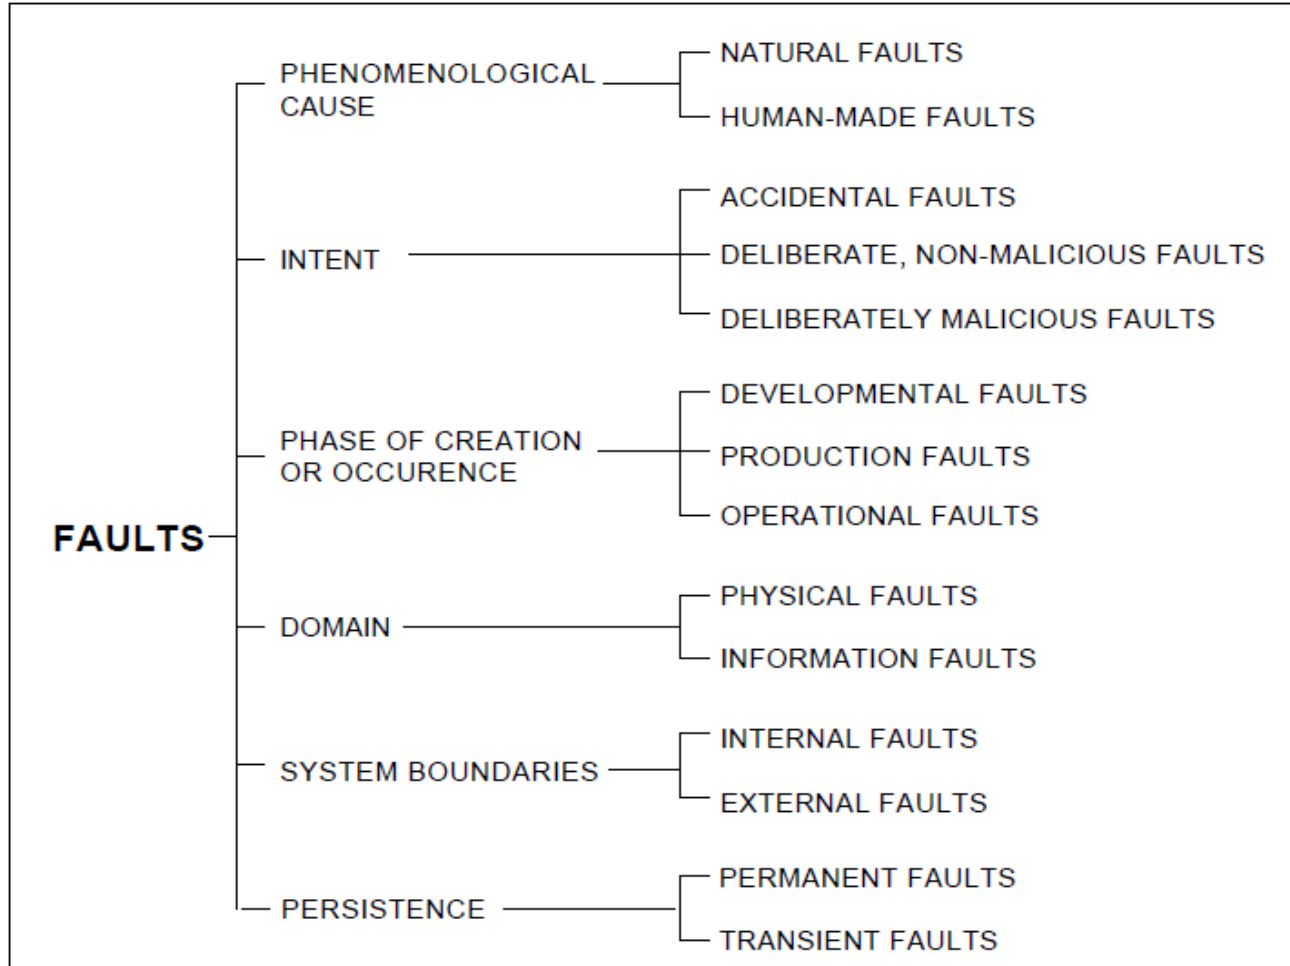 FAULTS
PHENOMENOLOGICAL
CAUSE
NATURAL FAULTS
HUMAN-MADE FAULTS
INTENT
ACCIDENTAL FAULTS
DELIBERATE, NON-MALICIOUS FAULTS
DELIBERATELY MALICIOUS FAULTS
PHASE OF CREATION
OR OCCURENCE
DEVELOPMENTAL FAULTS
PRODUCTION FAULTS
OPERATIONAL FAULTS
DOMAIN
PHYSICAL FAULTS
INFORMATION FAULTS
SYSTEM BOUNDARIES
INTERNAL FAULTS
EXTERNAL FAULTS
PERSISTENCE
PERMANENT FAULTS
TRANSIENT FAULTS